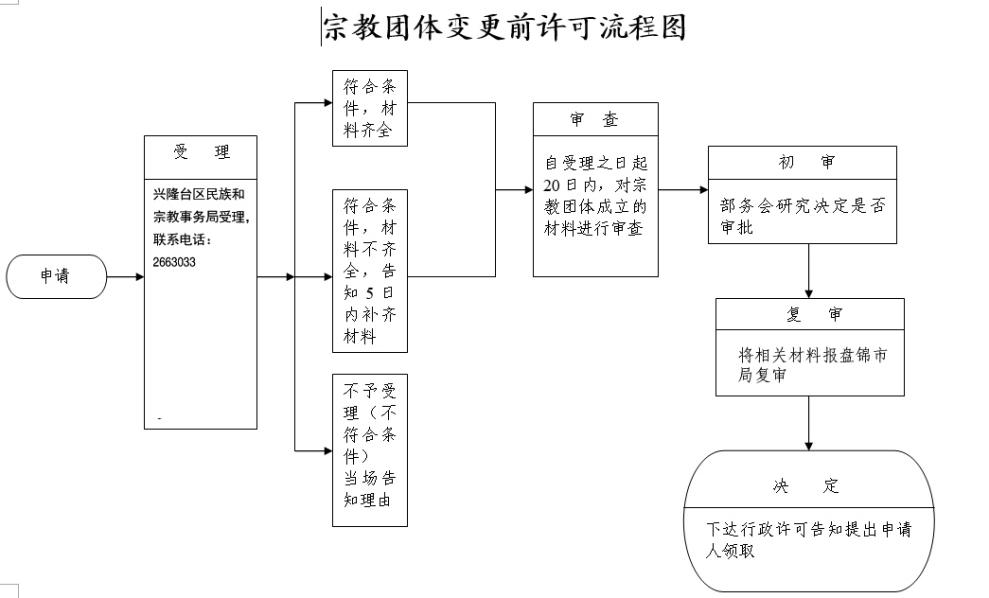 宗教团体变更前许可流程图
申请
受 理
兴隆台区民族和
宗教事务局受理，
联系电话：
2663033
-
符合条
件，材
料齐全
符合条
件，材
料不齐
全，告
知 5 日
内补齐
材料
不予受
理（不
符合条
件）
当场告
知理由
审 查
自受理之日起
20日内，对宗
教团体成立的
材料进行审查
初 审
部务会研究决定是否
审批
复 审
将相关材料报盘锦市
局复审
决 定
下达行政许可告知提出申请
人领取